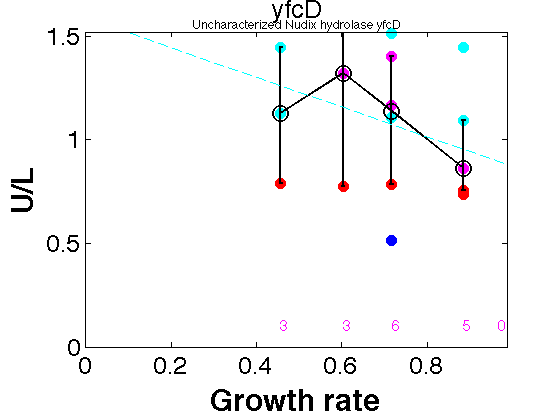 yfcD
Uncharacterized Nudix hydrolase yfcD
1.5
1
0.5
0
U/L
3 3 6 5 0
0 0.2 0.4 0.6 0.8
Growth rate